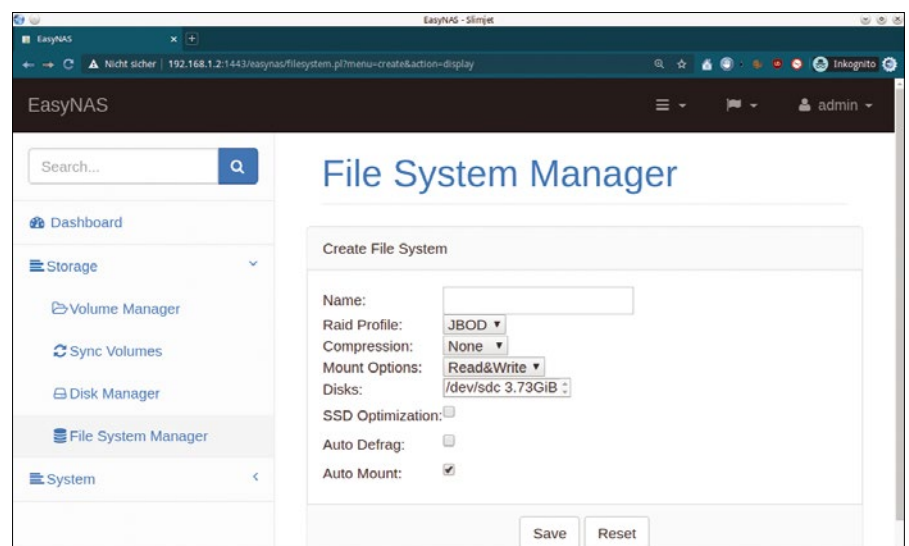 EasyNAS - Slimjet
EasyNAS
Nicht sicher | 192.168.1.2:1443/easynas/filesystem.pl?menu=create&action=display
Inkognito
EasyNAS
admin
Search...
File System Manager
Dashboard
Storage
Volume Manager
Sync Volumes
Disk Manager
File System Manager
System
Create File System
Name:
Raid Profile: JBOD
Compression: None
Mount Options: Read&Write
Disks: /dev/sdc 3.73GiB
SSD Optimization:
Auto Defrag:
Auto Mount:
Save Reset